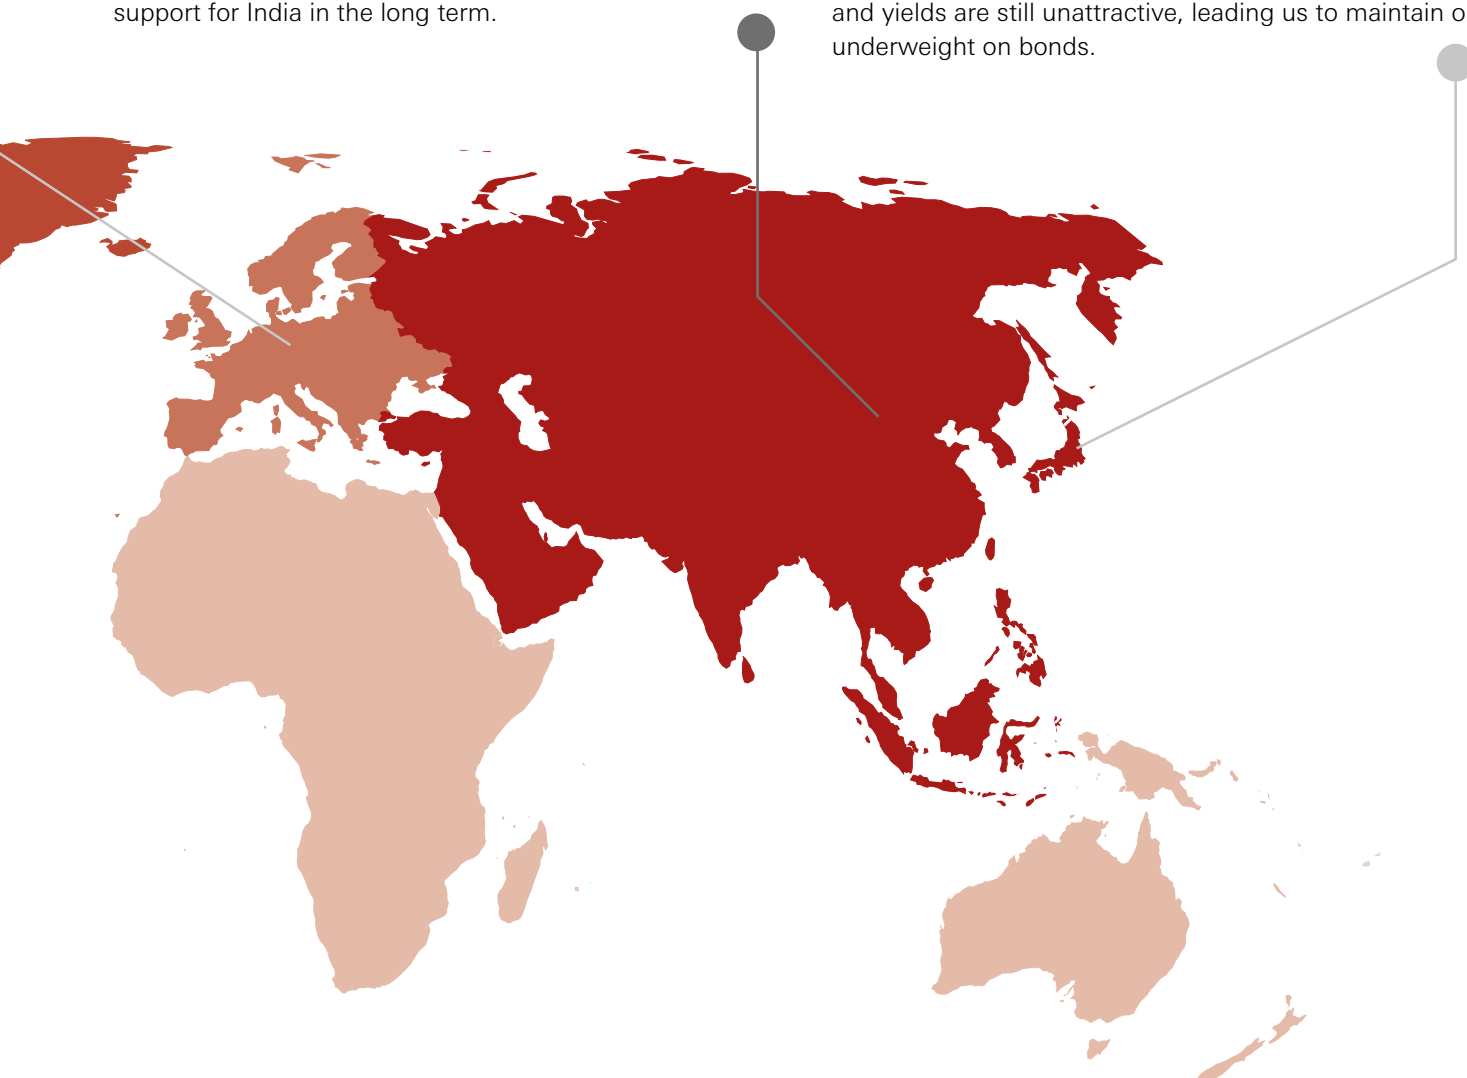 support for India in the long term.
and yields are still unattractive, leading us to maintain
underweight on bonds.